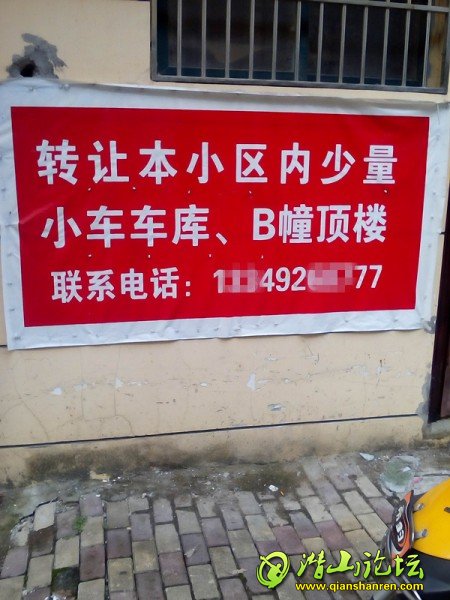 转让本小区内少量
小车车库、B幢顶楼
联系电话：1 492 77
潜山论坛
www.qianshanren.com